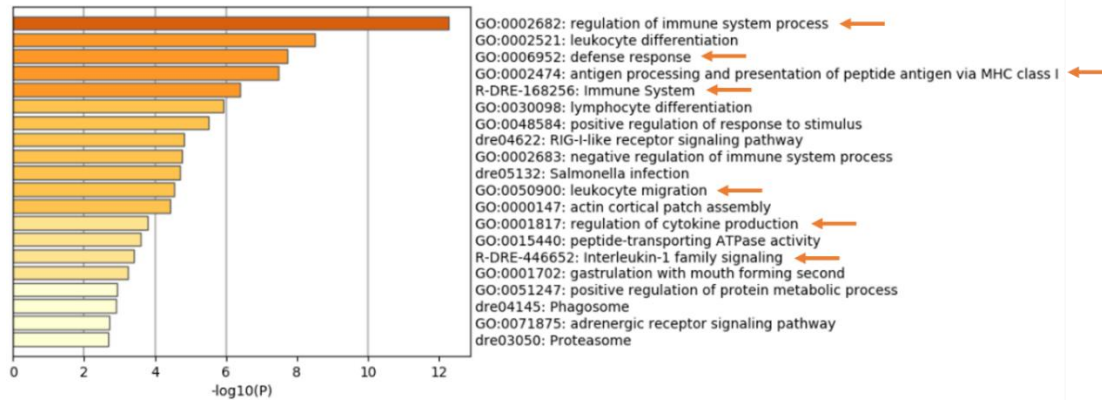 GO:0002682: regulation of immune system process
GO:0002521: leukocyte differentiation
GO:0006952: defense response
GO:0002474: antigen processing and presentation of peptide antigen via MHC class I
R-DRE-168256: Immune System
GO:0030098: lymphocyte differentiation
GO:0048584: positive regulation of response to stimulus
dre04622: RIG-I-like receptor signaling pathway
GO:0002683: negative regulation of immune system process
dre05132: Salmonella infection
GO:0050900: leukocyte migration
GO:0000147: actin cortical patch assembly
GO:0001817: regulation of cytokine production
GO:0015440: peptide-transporting ATPase activity
R-DRE-446652: Interleukin-1 family signaling
GO:0001702: gastrulation with mouth forming second
GO:0051247: positive regulation of protein metabolic process
dre04145: Phagosome
GO:0071875: adrenergic receptor signaling pathway
dre03050: Proteasome
0 2 4 6 8 10 12
-log10(P)